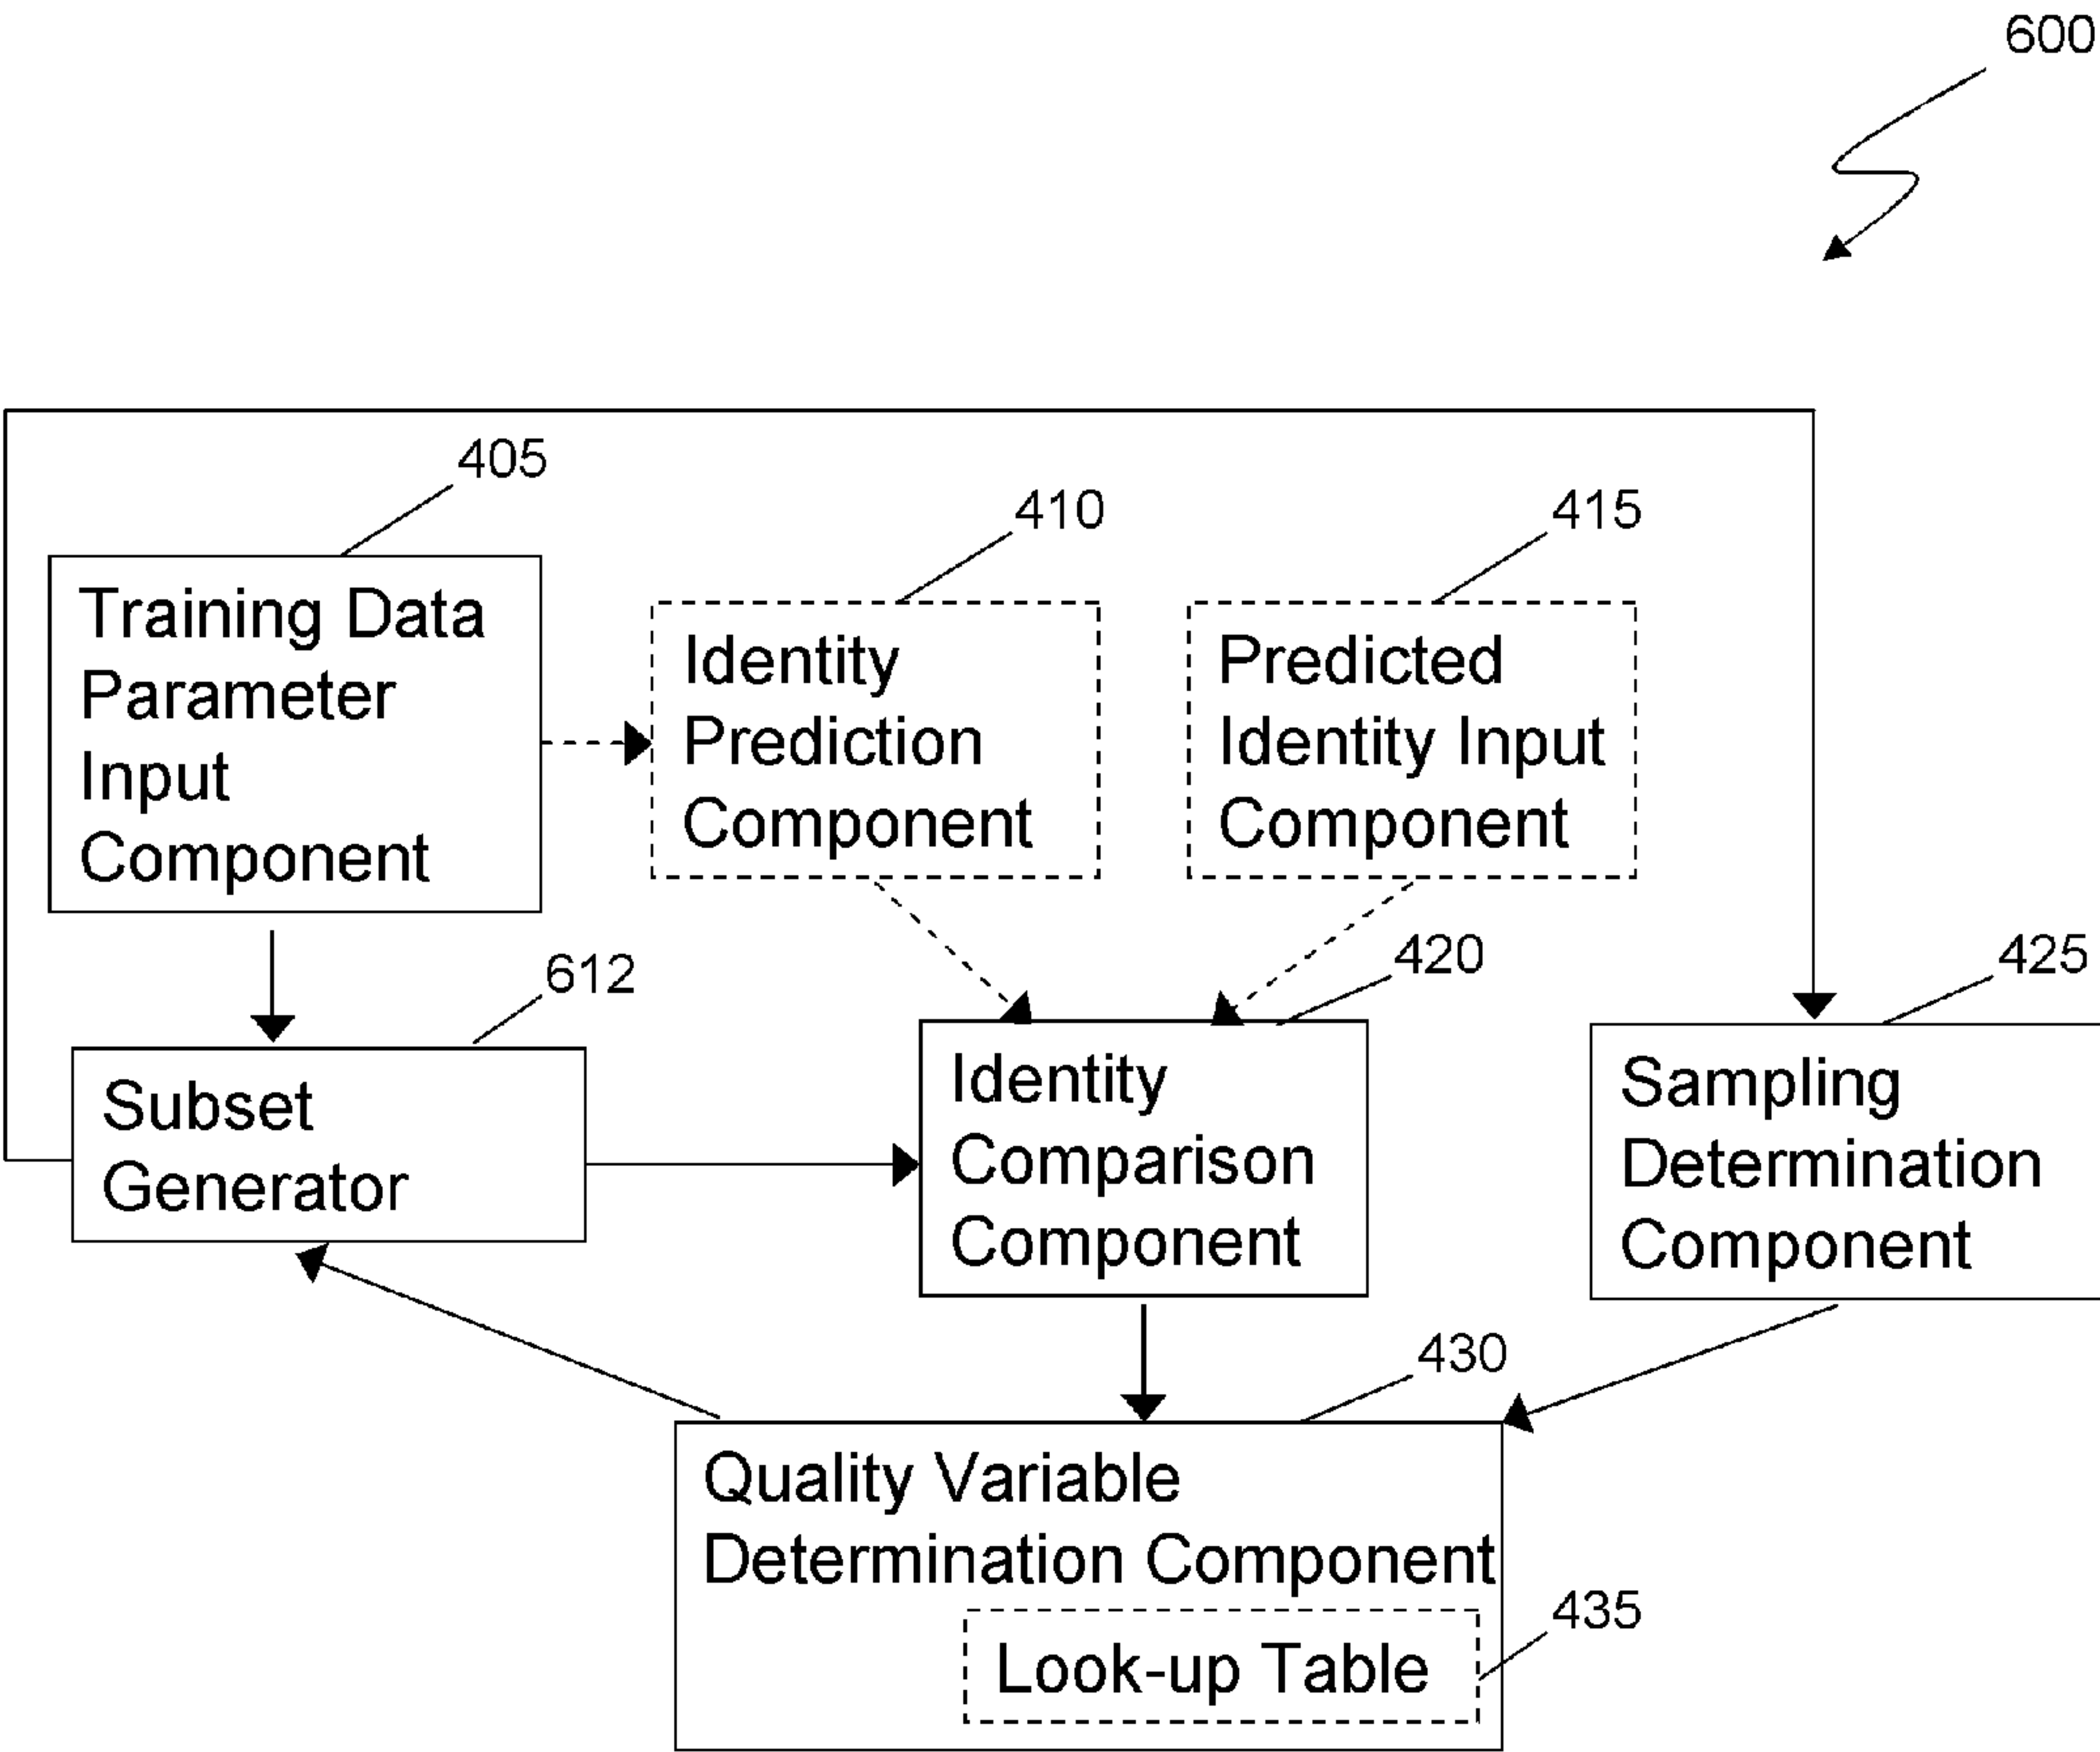 600
405
Training Data
Parameter
Input
Component
410
Identity
Prediction
Component
415
Predicted
Identity Input
Component
612
Subset
Generator
420
Identity
Comparison
Component
425
Sampling
Determination
Component
430
Quality Variable
Determination Component
435
Look-up Table